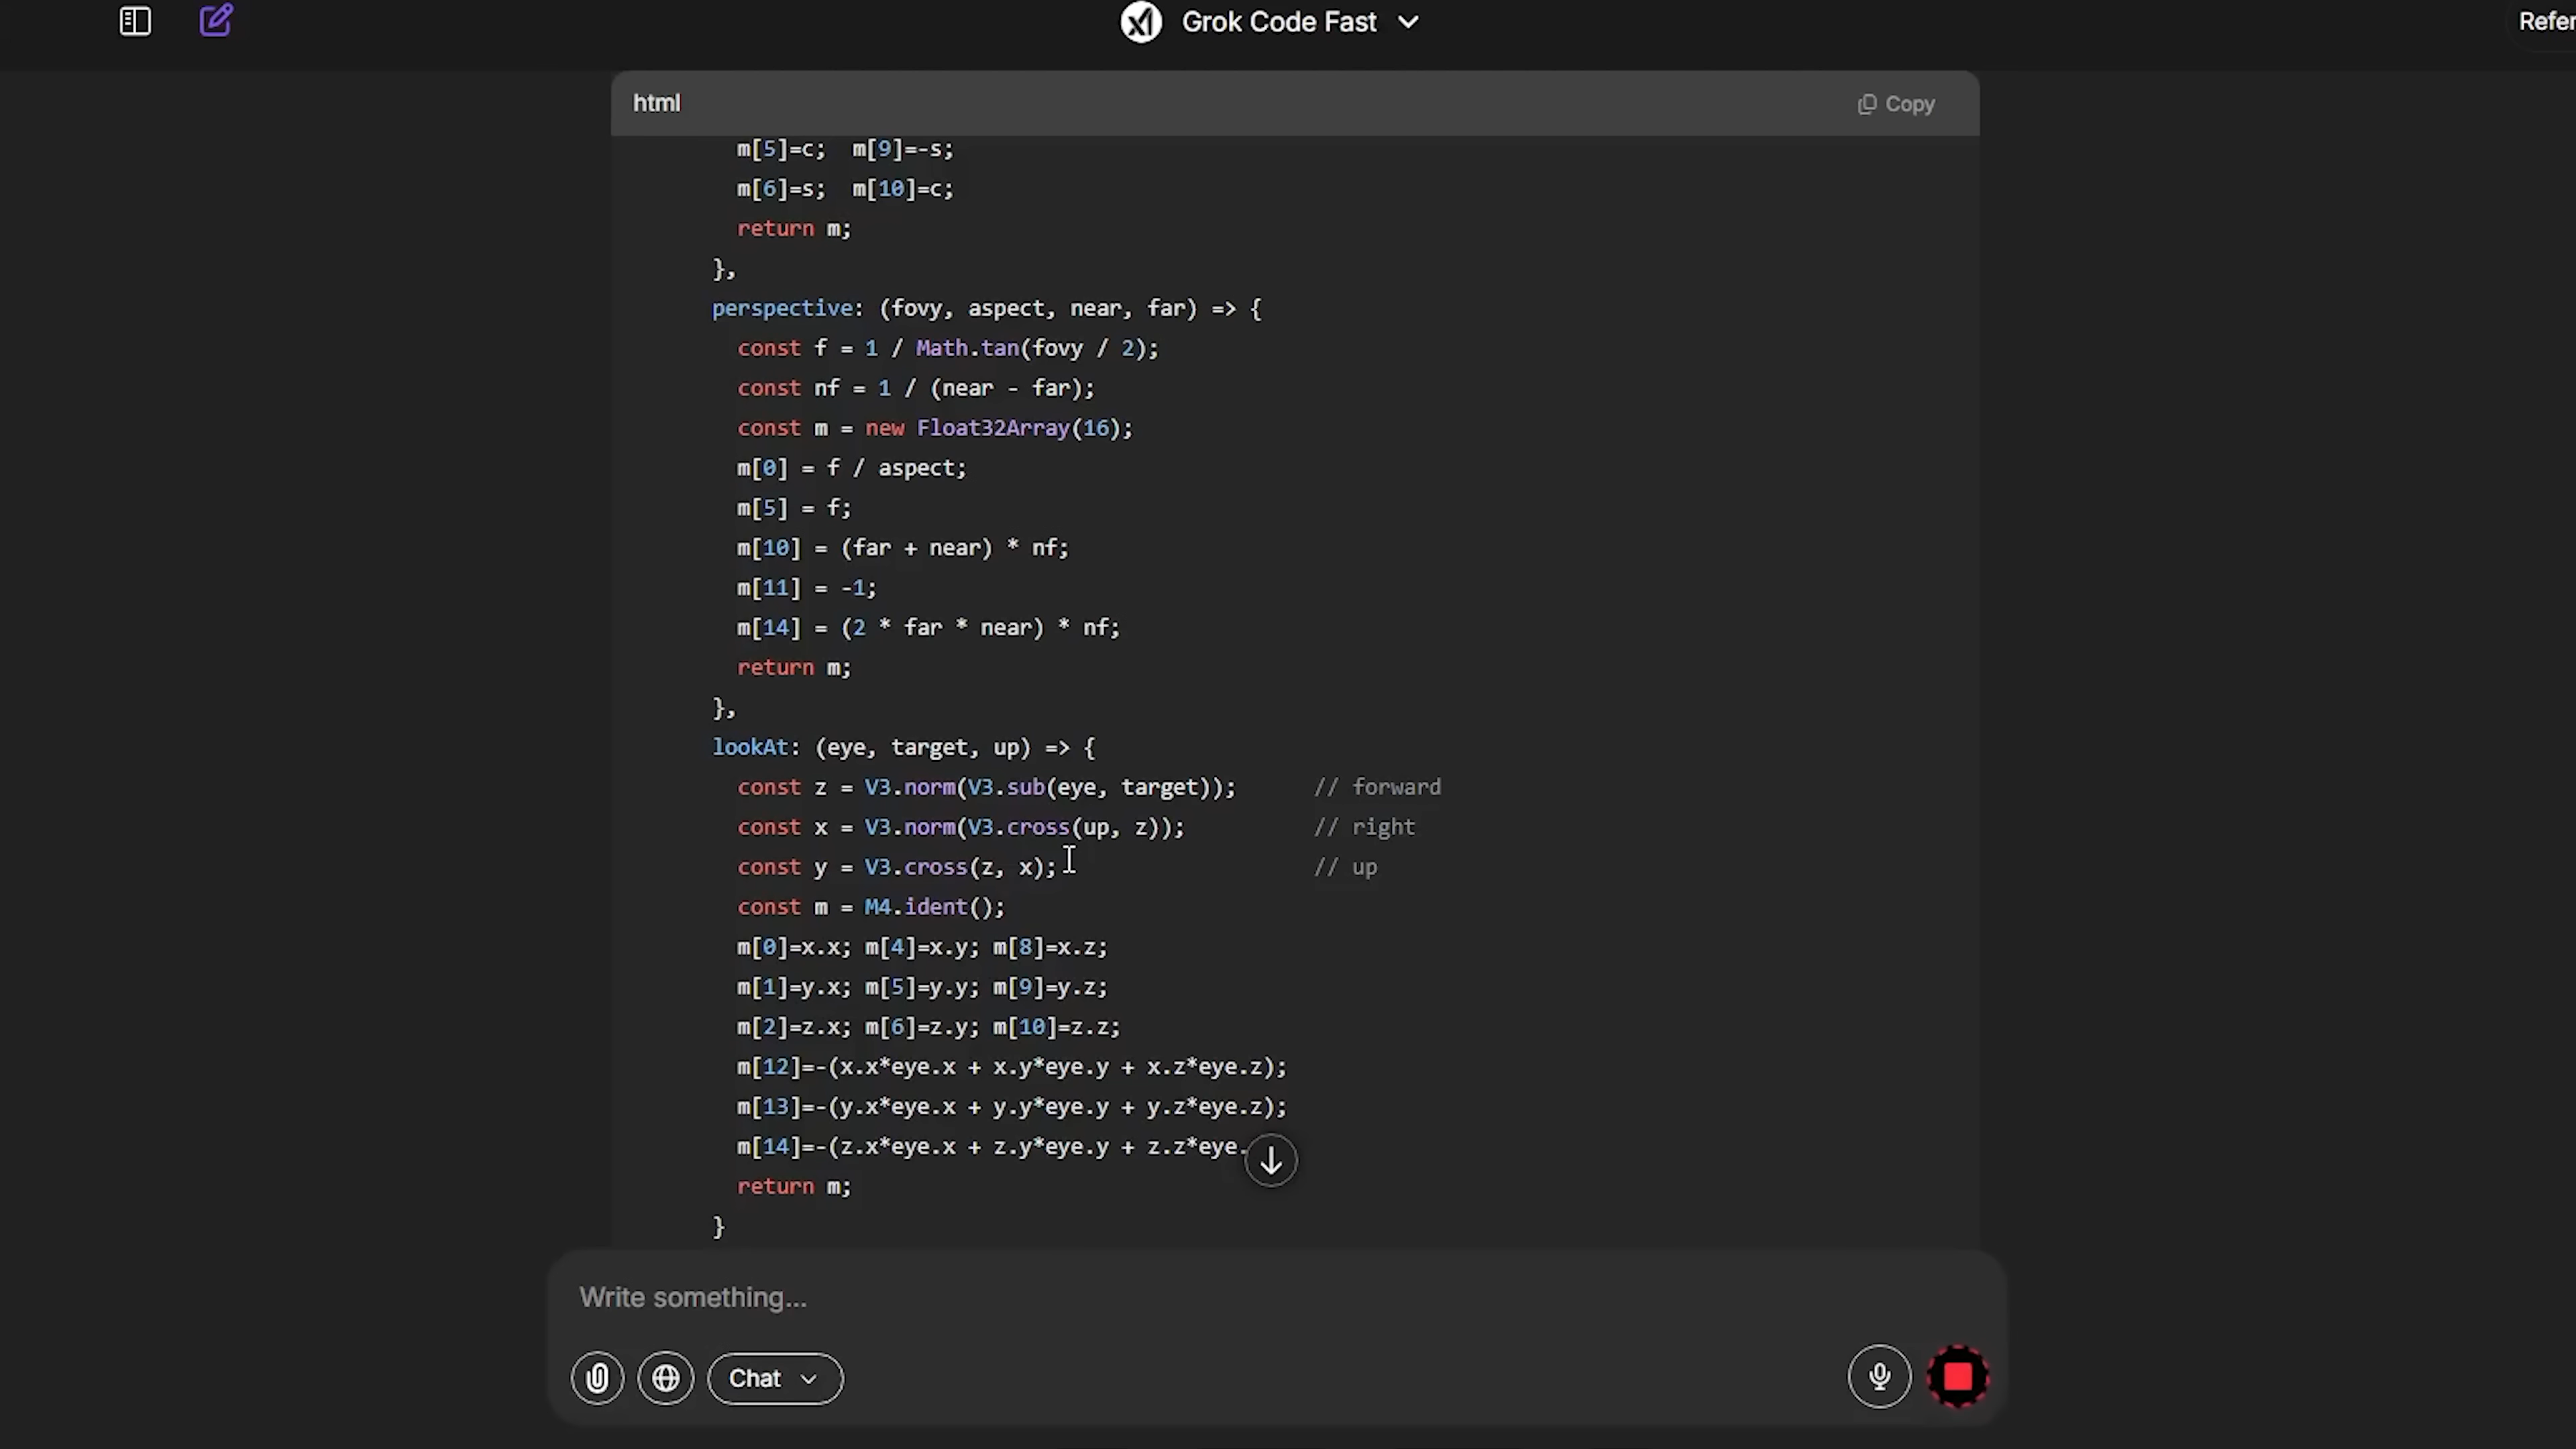 Grok Code Fast
Refer
html
Copy
m[5]=c;  m[9]=-s;
m[6]=s;  m[10]=c;
return m;
},
perspective: (fovy, aspect, near, far) => {
const f = 1 / Math.tan(fovy / 2);
const nf = 1 / (near - far);
const m = new Float32Array(16);
m[0] = f / aspect;
m[5] = f;
m[10] = (far + near) * nf;
m[11] = -1;
m[14] = (2 * far * near) * nf;
return m;
},
lookAt: (eye, target, up) => {
const z = V3.norm(V3.sub(eye, target));      // forward
const x = V3.norm(V3.cross(up, z));          // right
const y = V3.cross(z, x);                    // up
const m = M4.ident();
m[0]=x.x; m[4]=x.y; m[8]=x.z;
m[1]=y.x; m[5]=y.y; m[9]=y.z;
m[2]=z.x; m[6]=z.y; m[10]=z.z;
m[12]=-(x.x*eye.x + x.y*eye.y + x.z*eye.z);
m[13]=-(y.x*eye.x + y.y*eye.y + y.z*eye.z);
m[14]=-(z.x*eye.x + z.y*eye.y + z.z*eye.
return m;
}
Write something...
Chat